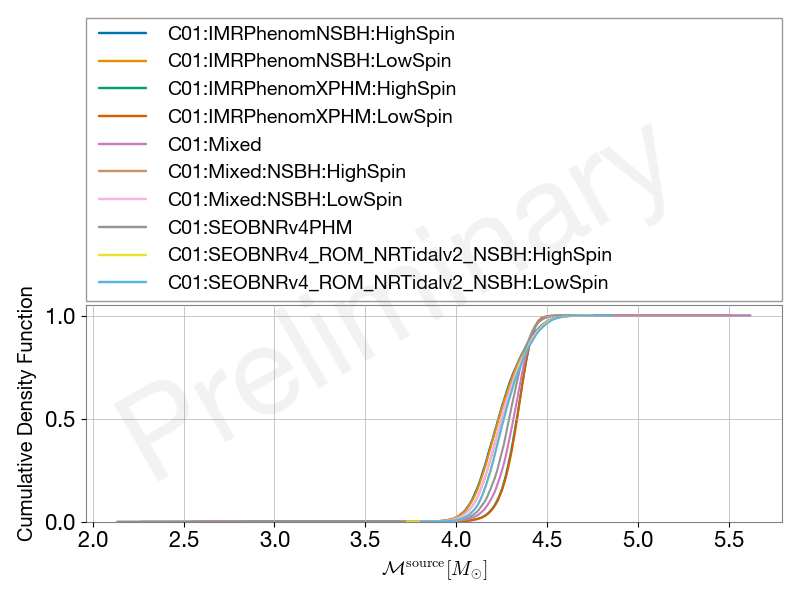 C01:IMRPhenomNSBH:HighSpin
C01:IMRPhenomNSBH:LowSpin
C01:IMRPhenomXPHM:HighSpin
C01:IMRPhenomXPHM:LowSpin
C01:Mixed
C01:Mixed:NSBH:HighSpin
C01:Mixed:NSBH:LowSpin
C01:SEOBNRv4PHM
C01:SEOBNRv4_ROM_NRTidalv2_NSBH:HighSpin
C01:SEOBNRv4_ROM_NRTidalv2_NSBH:LowSpin
Preliminary
Cumulative Density Function
1.0
0.5
0.0
2.0 2.5 3.0 3.5 4.0 4.5 5.0 5.5
ℳ^source [M_⊙]